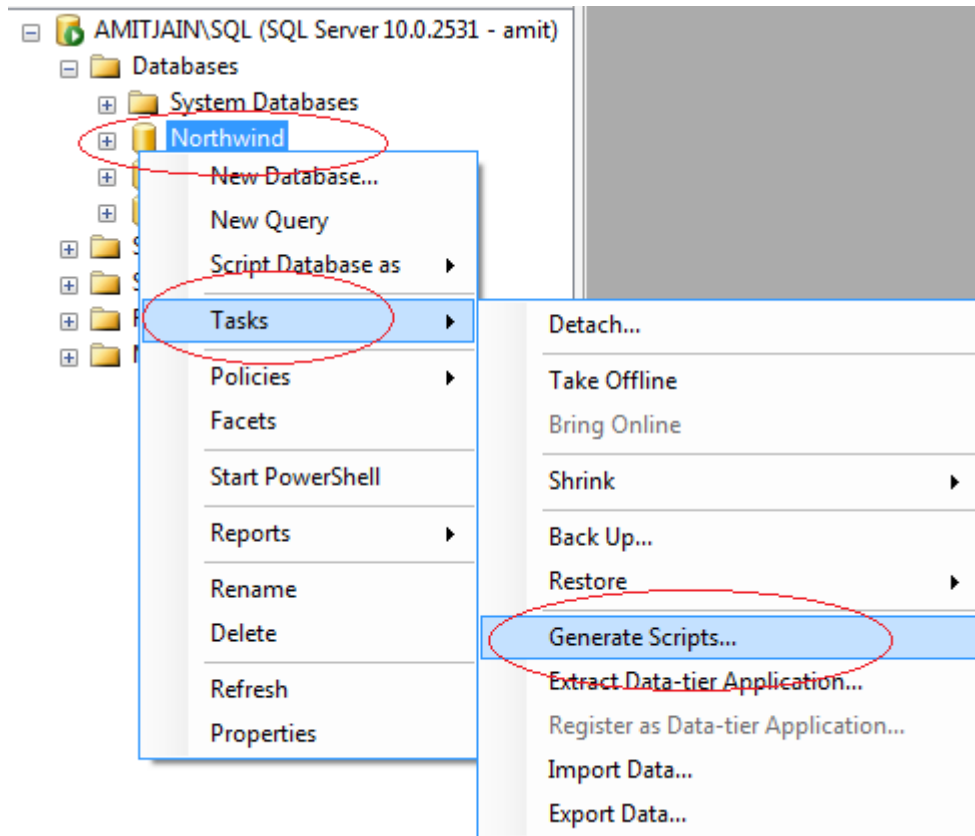 AMITJAIN\SQL (SQL Server 10.0.2531 - amit)
Databases
System Databases
Northwind
New Database...
New Query
Script Database as
Tasks
Policies
Facets
Start PowerShell
Reports
Rename
Delete
Refresh
Properties
Detach...
Take Offline
Bring Online
Shrink
Back Up...
Restore
Generate Scripts...
Extract Data-tier Application...
Register as Data-tier Application...
Import Data...
Export Data...